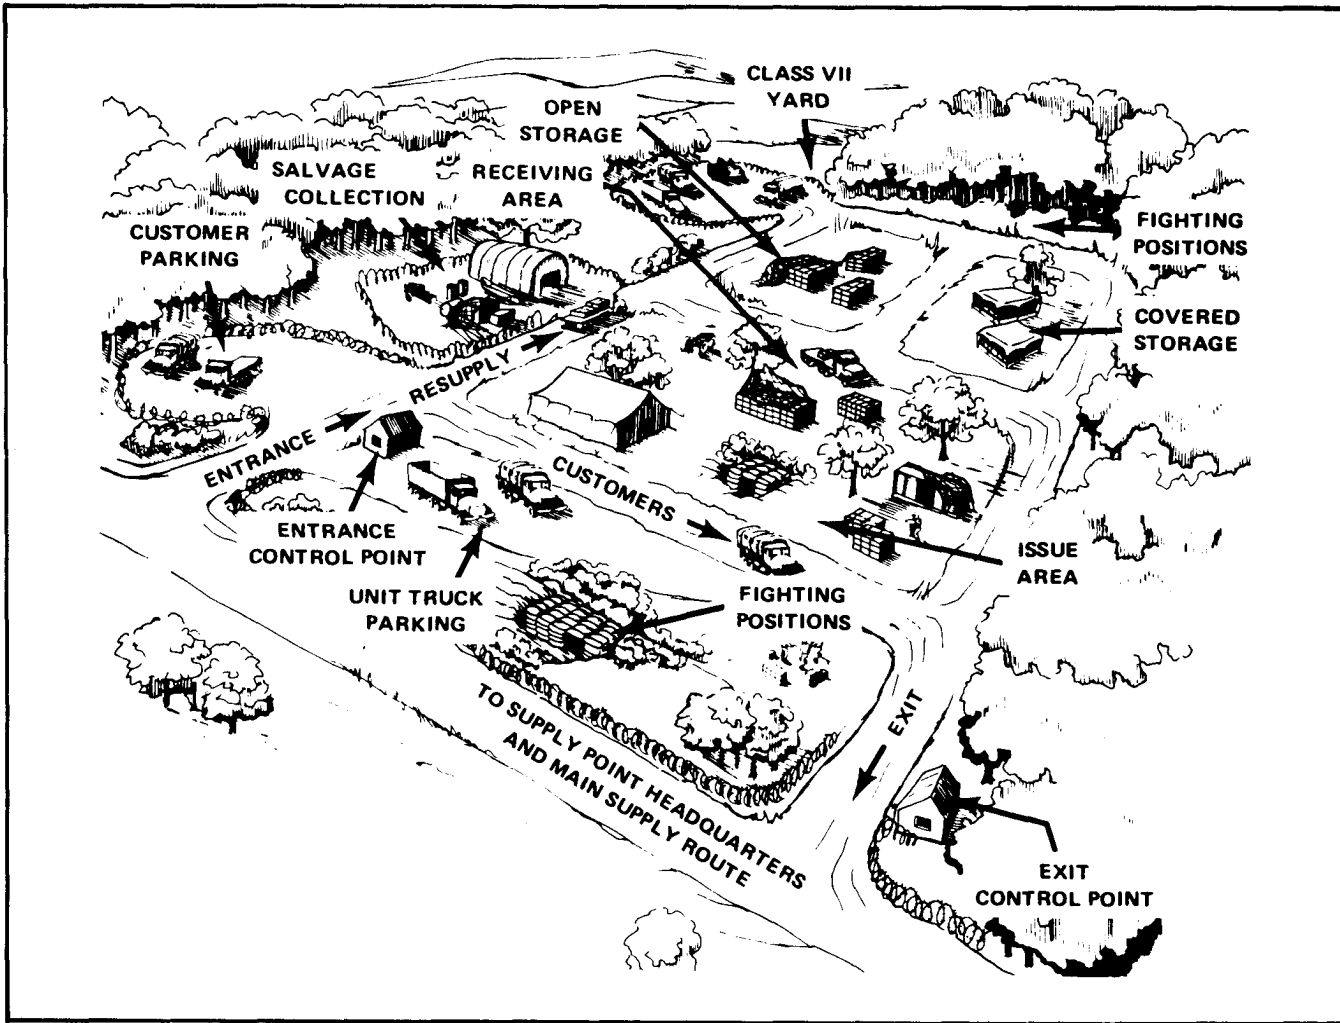 CLASS VII
YARD
OPEN
STORAGE
SALVAGE
COLLECTION
RECEIVING
AREA
CUSTOMER
PARKING
FIGHTING
POSITIONS
COVERED
STORAGE
RESUPPLY
ENTRANCE
CUSTOMERS
ENTRANCE
CONTROL POINT
ISSUE
AREA
UNIT TRUCK
PARKING
FIGHTING
POSITIONS
EXIT
TO SUPPLY POINT HEADQUARTERS
AND MAIN SUPPLY ROUTE
EXIT
CONTROL POINT